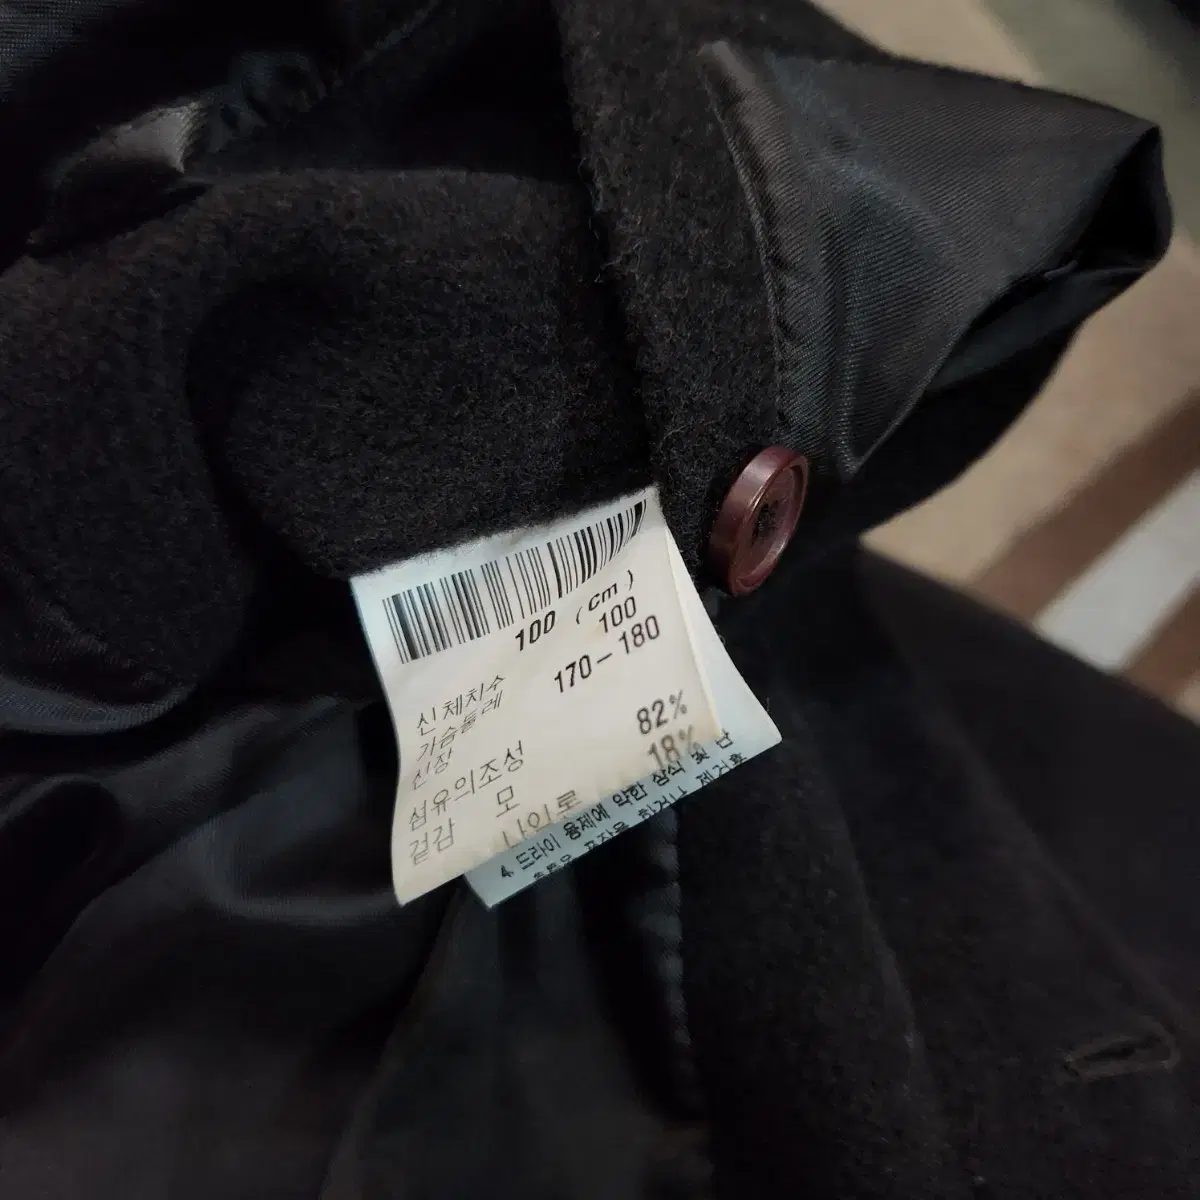 100 (cm)
신체치수
가슴둘레 100
신장 170-180
섬유의조성
겉감 모 82%
나이론 18%
4. 드라이 용제에 약한 장식 및 단